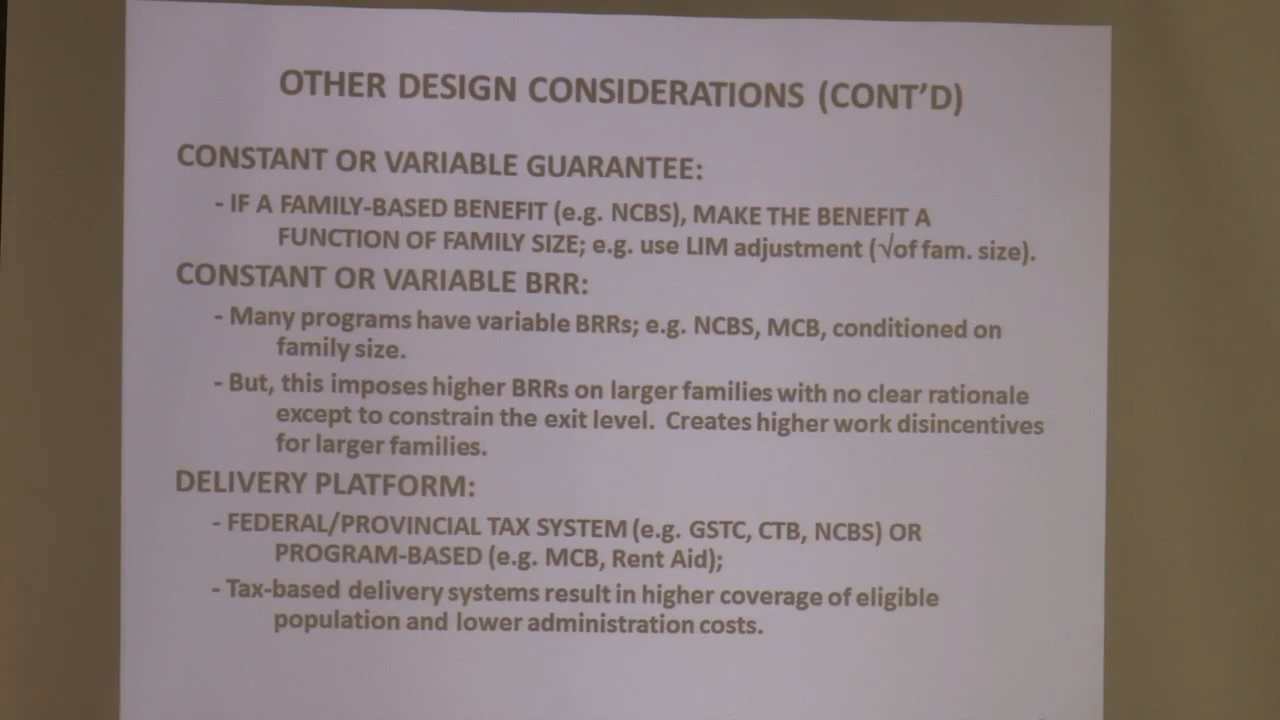 OTHER DESIGN CONSIDERATIONS (CONT'D)
CONSTANT OR VARIABLE GUARANTEE:
- IF A FAMILY-BASED BENEFIT (e.g. NCBS), MAKE THE BENEFIT A
FUNCTION OF FAMILY SIZE; e.g. use LIM adjustment (√of fam. size).
CONSTANT OR VARIABLE BRR:
- Many programs have variable BRRs; e.g. NCBS, MCB, conditioned on
family size.
- But, this imposes higher BRRs on larger families with no clear rationale
except to constrain the exit level. Creates higher work disincentives
for larger families.
DELIVERY PLATFORM:
- FEDERAL/PROVINCIAL TAX SYSTEM (e.g. GSTC, CTB, NCBS) OR
PROGRAM-BASED (e.g. MCB, Rent Aid);
- Tax-based delivery systems result in higher coverage of eligible
population and lower administration costs.